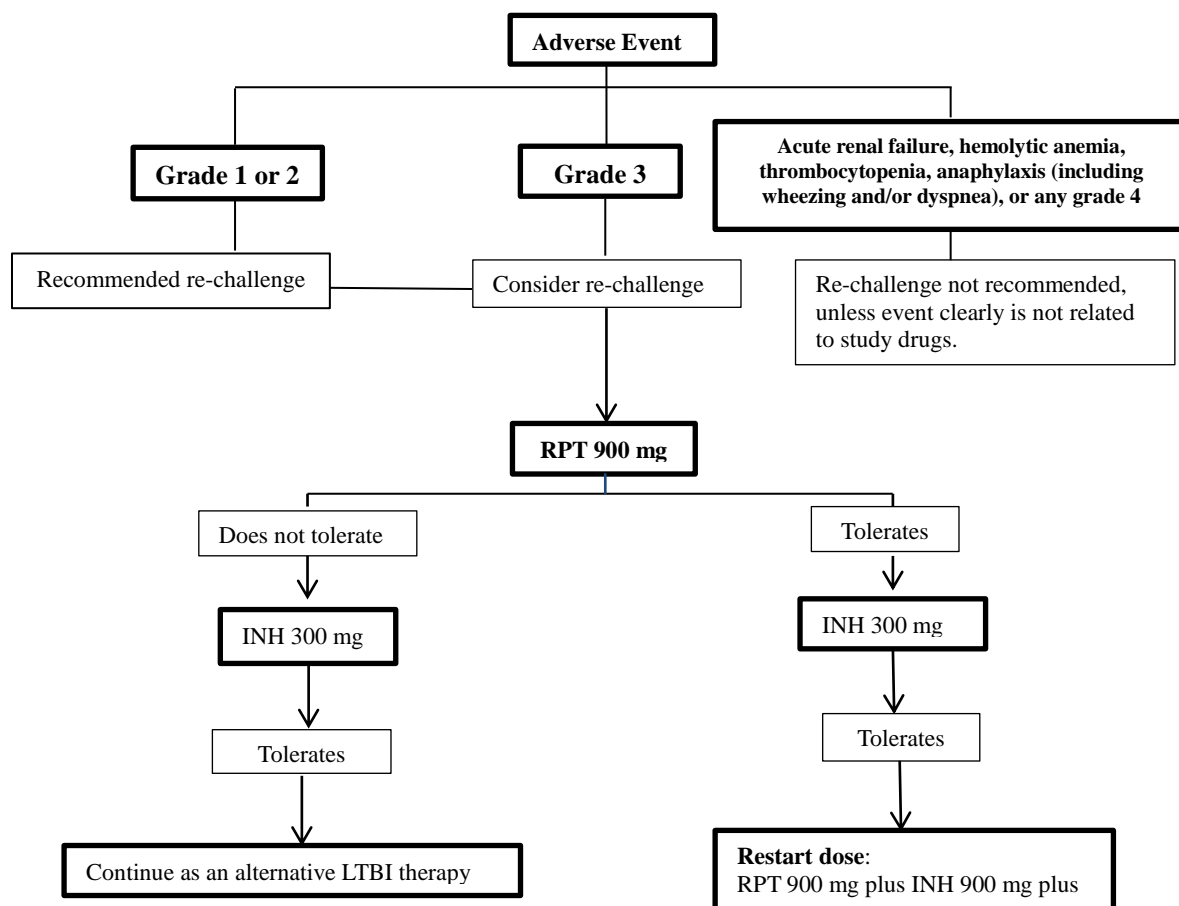 Adverse Event
Grade 1 or 2
Grade 3
Acute renal failure, hemolytic anemia,
thrombocytopenia, anaphylaxis (including
wheezing and/or dyspnea), or any grade 4
Recommended re-challenge
Consider re-challenge
Re-challenge not recommended,
unless event clearly is not related
to study drugs.
RPT 900 mg
Does not tolerate
Tolerates
INH 300 mg
INH 300 mg
Tolerates
Tolerates
Continue as an alternative LTBI therapy
Restart dose:
RPT 900 mg plus INH 900 mg plus